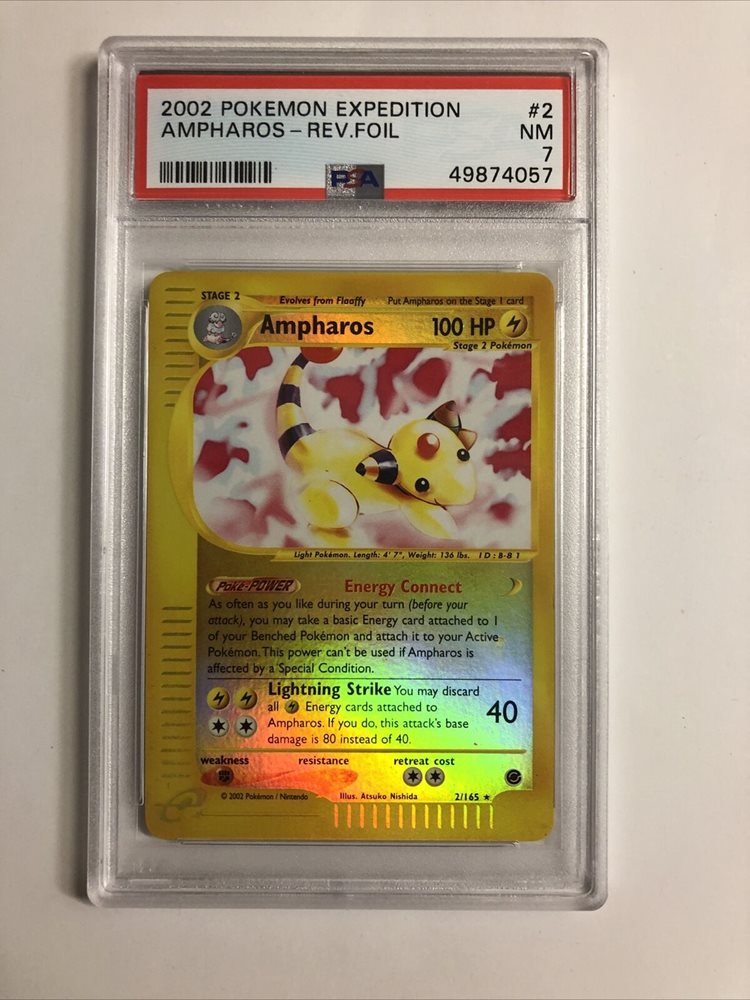 2002 POKEMON EXPEDITION #2
AMPHAROS – REV.FOIL NM
7
PSA 49874057
STAGE 2 Evolves from Flaaffy Put Ampharos on the Stage 1 card
Ampharos 100 HP
Stage 2 Pokémon
Light Pokémon. Length: 4' 7", Weight: 136 lbs. ID: B-B 1
Poké-POWER Energy Connect
As often as you like during your turn (before your
attack), you may take a basic Energy card attached to 1
of your Benched Pokémon and attach it to your Active
Pokémon. This power can't be used if Ampharos is
affected by a Special Condition.
Lightning Strike You may discard
all Energy cards attached to
Ampharos. If you do, this attack's base
damage is 80 instead of 40.
40
weakness resistance retreat cost
© 2002 Pokémon / Nintendo Illus. Atsuko Nishida 2/165